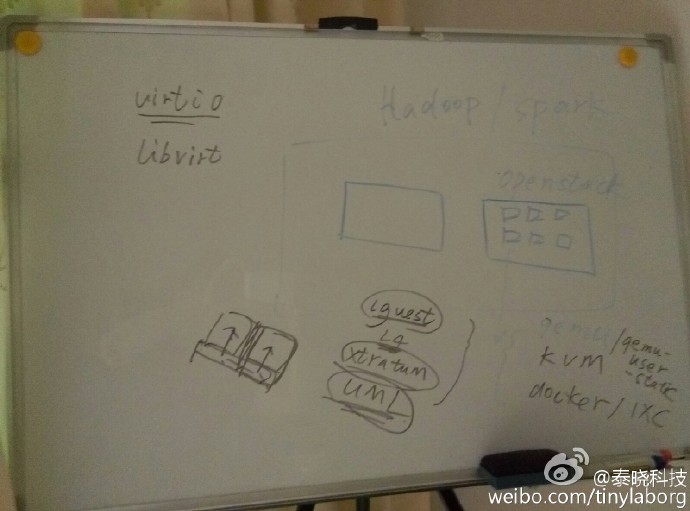 virtio
libvirt
Hadoop/spark
openstack
lguest
xtratum
UML
qemu/qemu-user-static
KVM
docker/LXC
@泰晓科技
weibo.com/tinylaborg